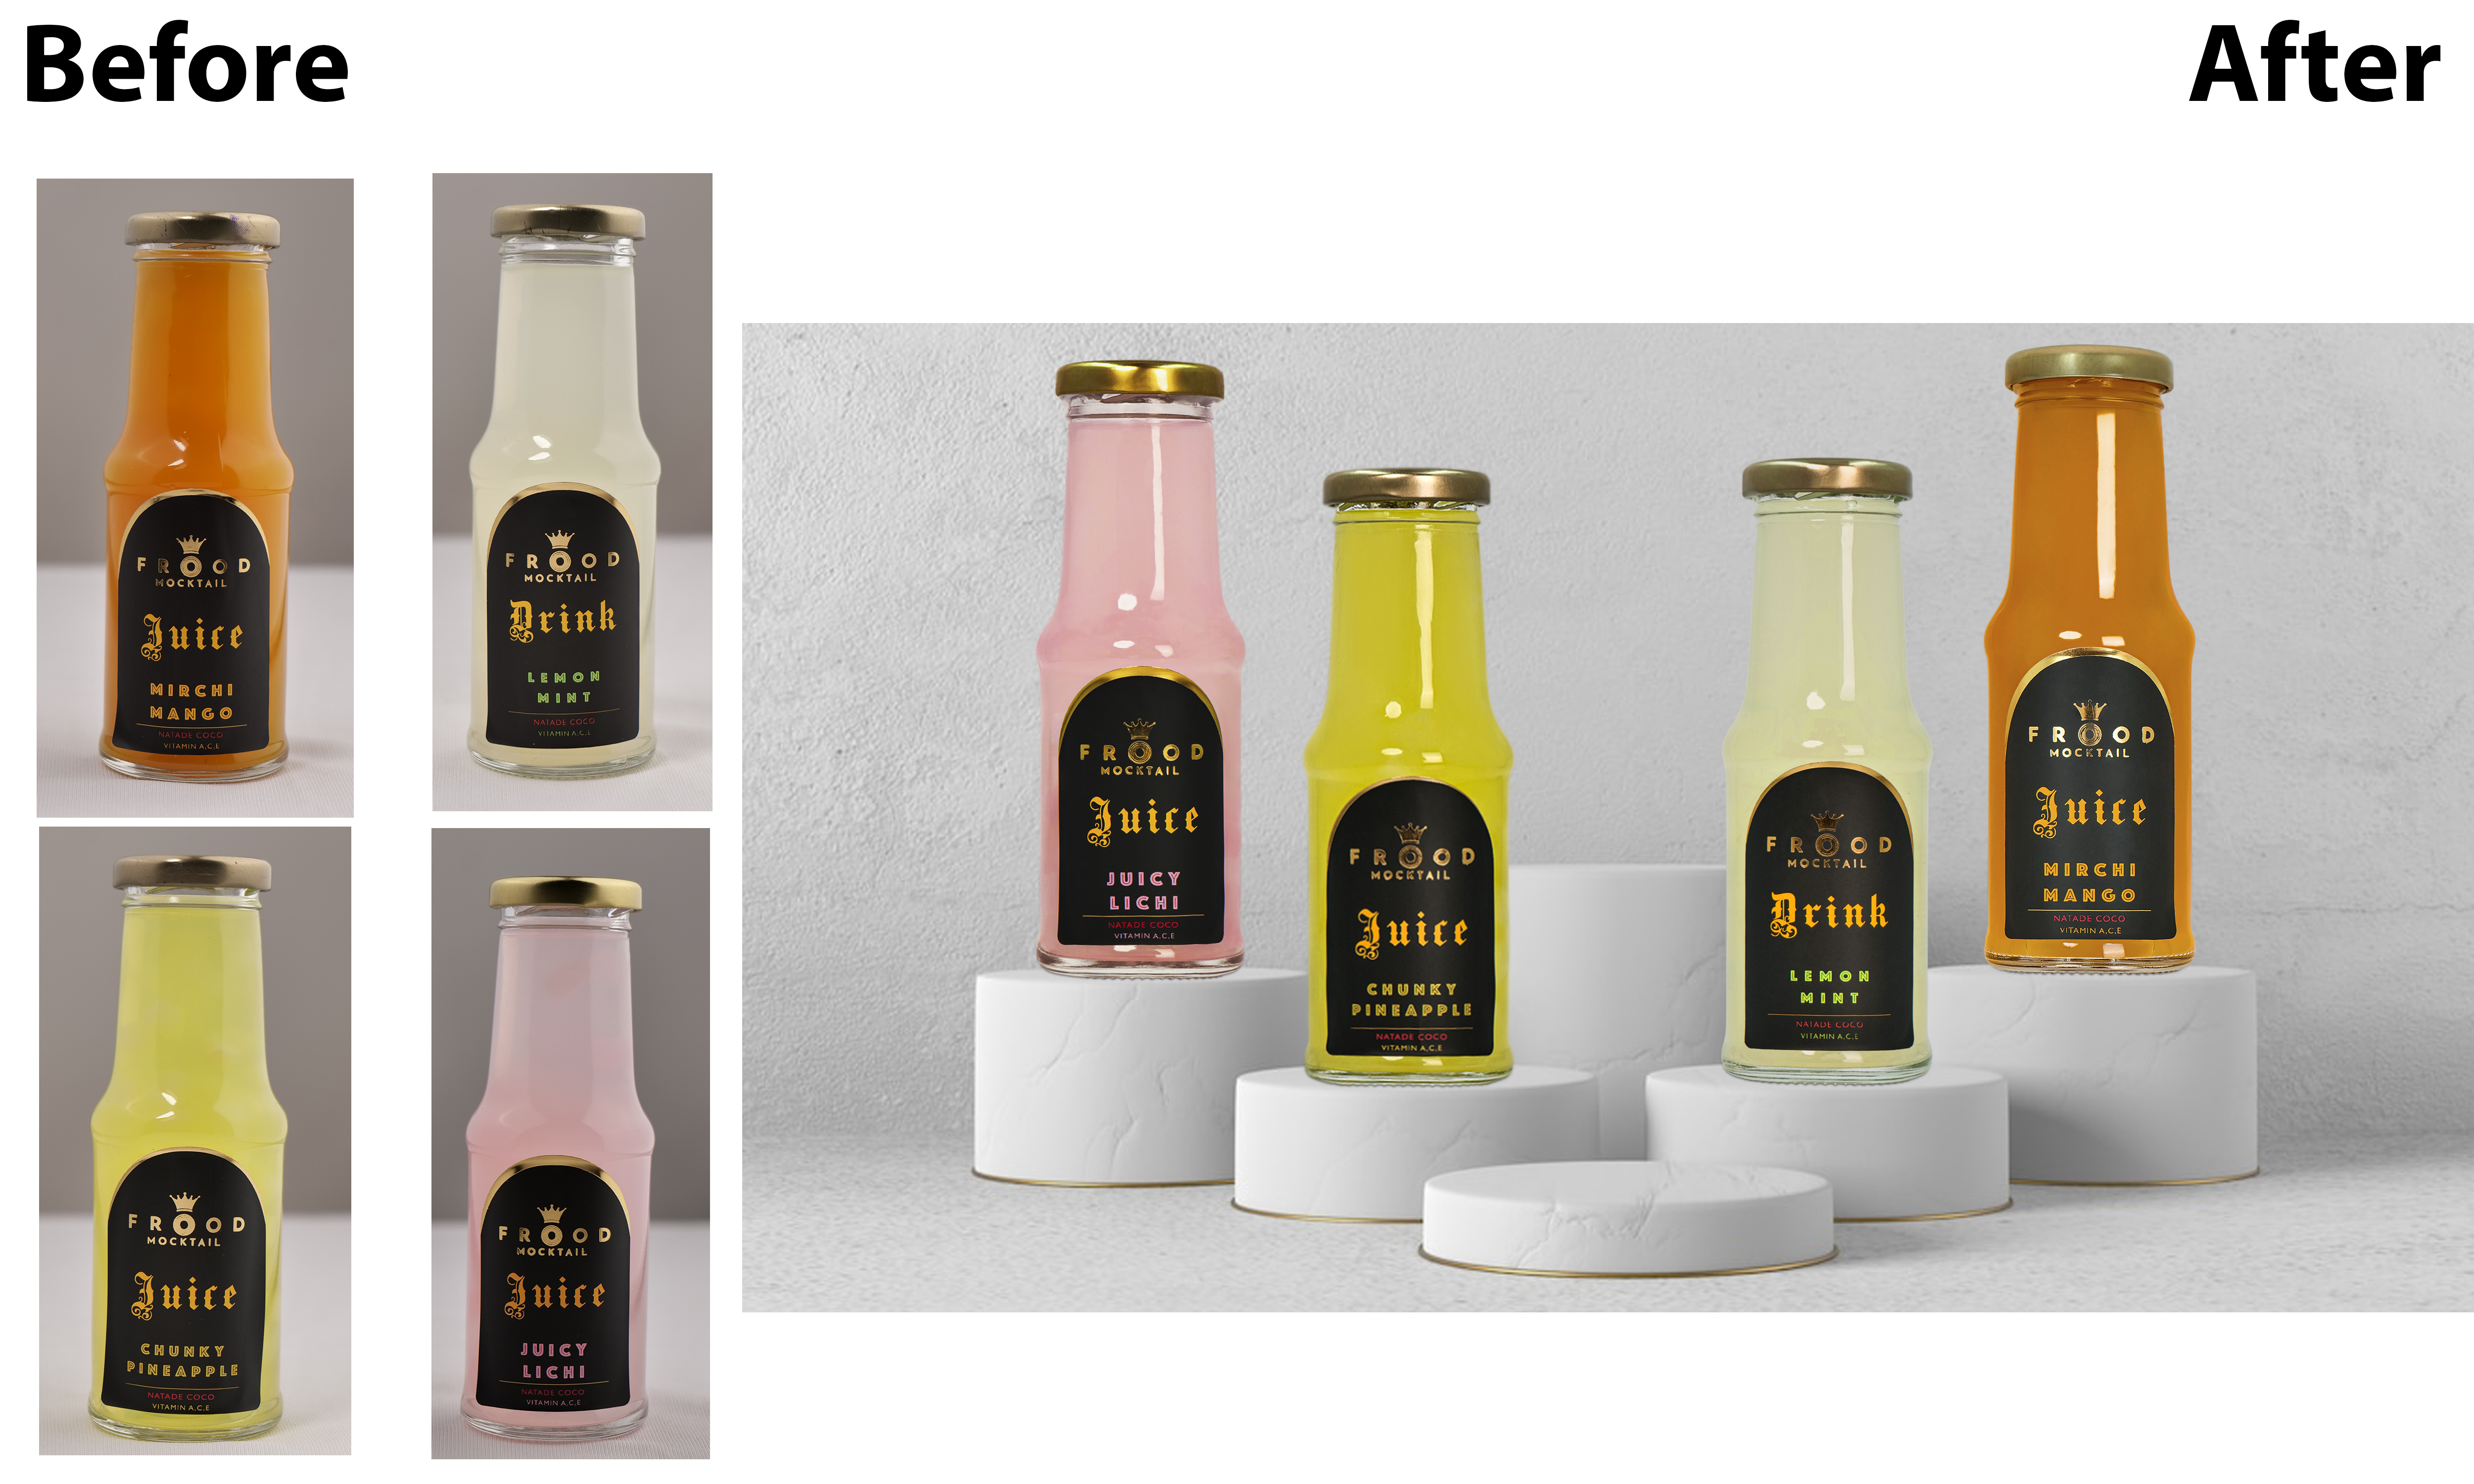 Before
After
FROOD
MOCKTAIL
Juice
MIRCHI
MANGO
NATADE COCO
VITAMIN A,C,E
FROOD
MOCKTAIL
Drink
LEMON
MINT
NATADE COCO
VITAMIN A,C,E
FROOD
MOCKTAIL
Juice
CHUNKY
PINEAPPLE
NATADE COCO
VITAMIN A,C,E
FROOD
MOCKTAIL
Juice
JUICY
LICHI
NATADE COCO
VITAMIN A,C,E
FROOD
MOCKTAIL
Juice
JUICY
LICHI
NATADE COCO
VITAMIN A,C,E
FROOD
MOCKTAIL
Juice
CHUNKY
PINEAPPLE
NATADE COCO
VITAMIN A,C,E
FROOD
MOCKTAIL
Drink
LEMON
MINT
NATADE COCO
VITAMIN A,C,E
FROOD
MOCKTAIL
Juice
MIRCHI
MANGO
NATADE COCO
VITAMIN A,C,E